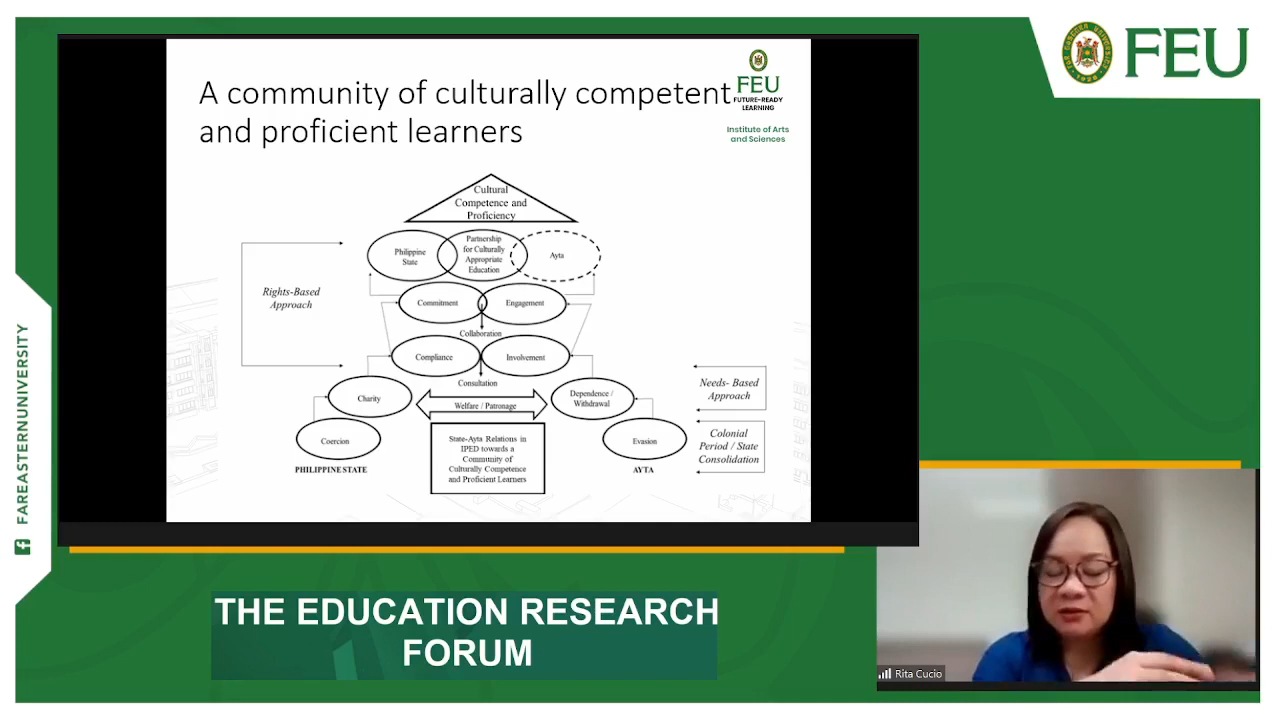 FEU
A community of culturally competent
and proficient learners
FEU
FUTURE-READY
LEARNING
Institute of Arts
and Sciences
Cultural
Competence and
Proficiency
Philippine
State
Partnership
for Culturally
Appropriate
Education
Ayta
Rights-Based
Approach
Commitment
Engagement
Collaboration
Compliance
Involvement
Consultation
Charity
Welfare / Patronage
Dependence /
Withdrawal
Needs- Based
Approach
Coercion
State-Ayta Relations in
IPED towards a
Community of
Culturally Competence
and Proficient Learners
Evasion
Colonial
Period / State
Consolidation
PHILIPPINE STATE
AYTA
FAREASTERNUNIVERSITY
THE EDUCATION RESEARCH
FORUM
Rita Cucio